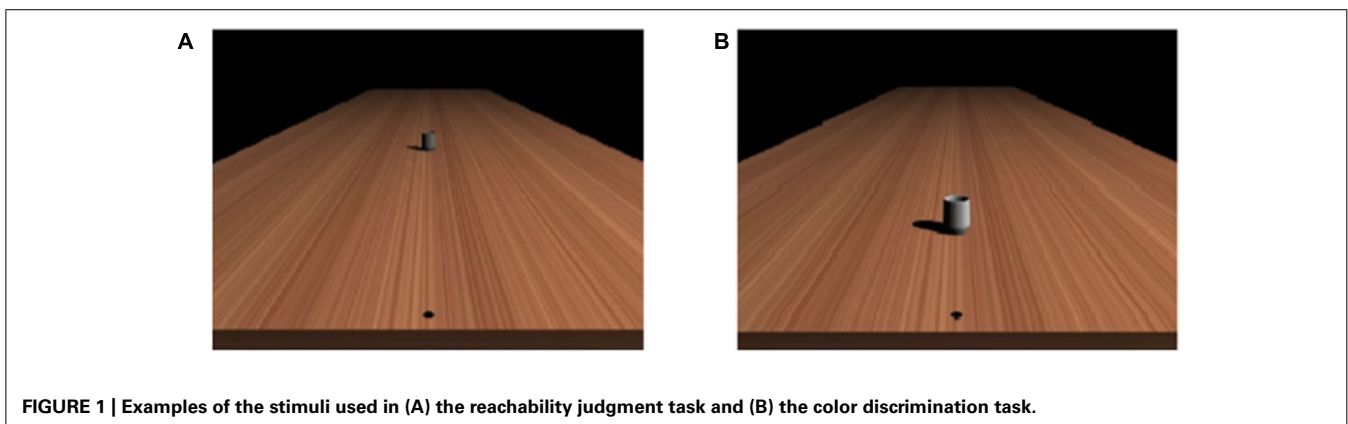 A
B
FIGURE 1 | Examples of the stimuli used in (A) the reachability judgment task and (B) the color discrimination task.